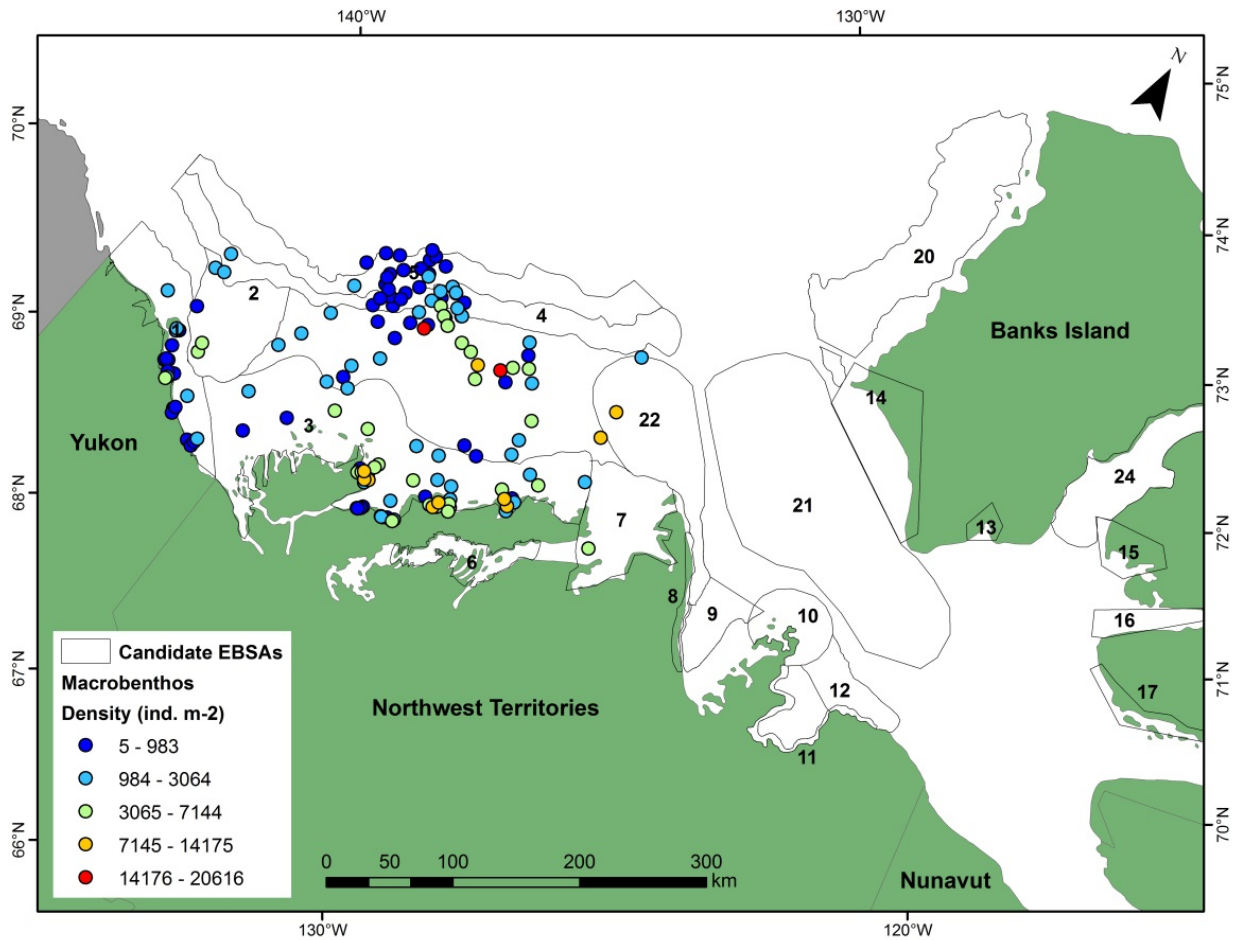 140°W 130°W
N
75°N
70°N
74°N
20
2 5
4
69°N
1
Banks Island
73°N
14
22
3
Yukon
24
68°N
21
7
13
72°N
15
6
8
9 10 16
Candidate EBSAs
67°N
71°N
Macrobenthos
12 17
Northwest Territories
Density (ind. m-2)
5 - 983
11
984 - 3064
3065 - 7144
70°N
66°N
7145 - 14175
0 50 100 200 300
14176 - 20616
km
Nunavut
130°W 120°W